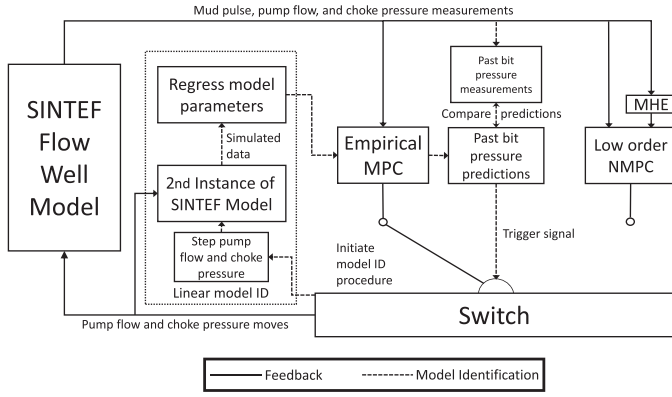 Mud pulse, pump flow, and choke pressure measurements
SINTEF
Flow
Well
Model
Regress model
parameters
Simulated
data
2nd Instance of
SINTEF Model
Step pump
flow and choke
pressure
Linear model ID
Empirical
MPC
Past bit
pressure
measurements
Compare predictions
Past bit
pressure
predictions
MHE
Low order
NMPC
Initiate
model ID
procedure
Trigger signal
Switch
Pump flow and choke pressure moves
Feedback
Model Identification